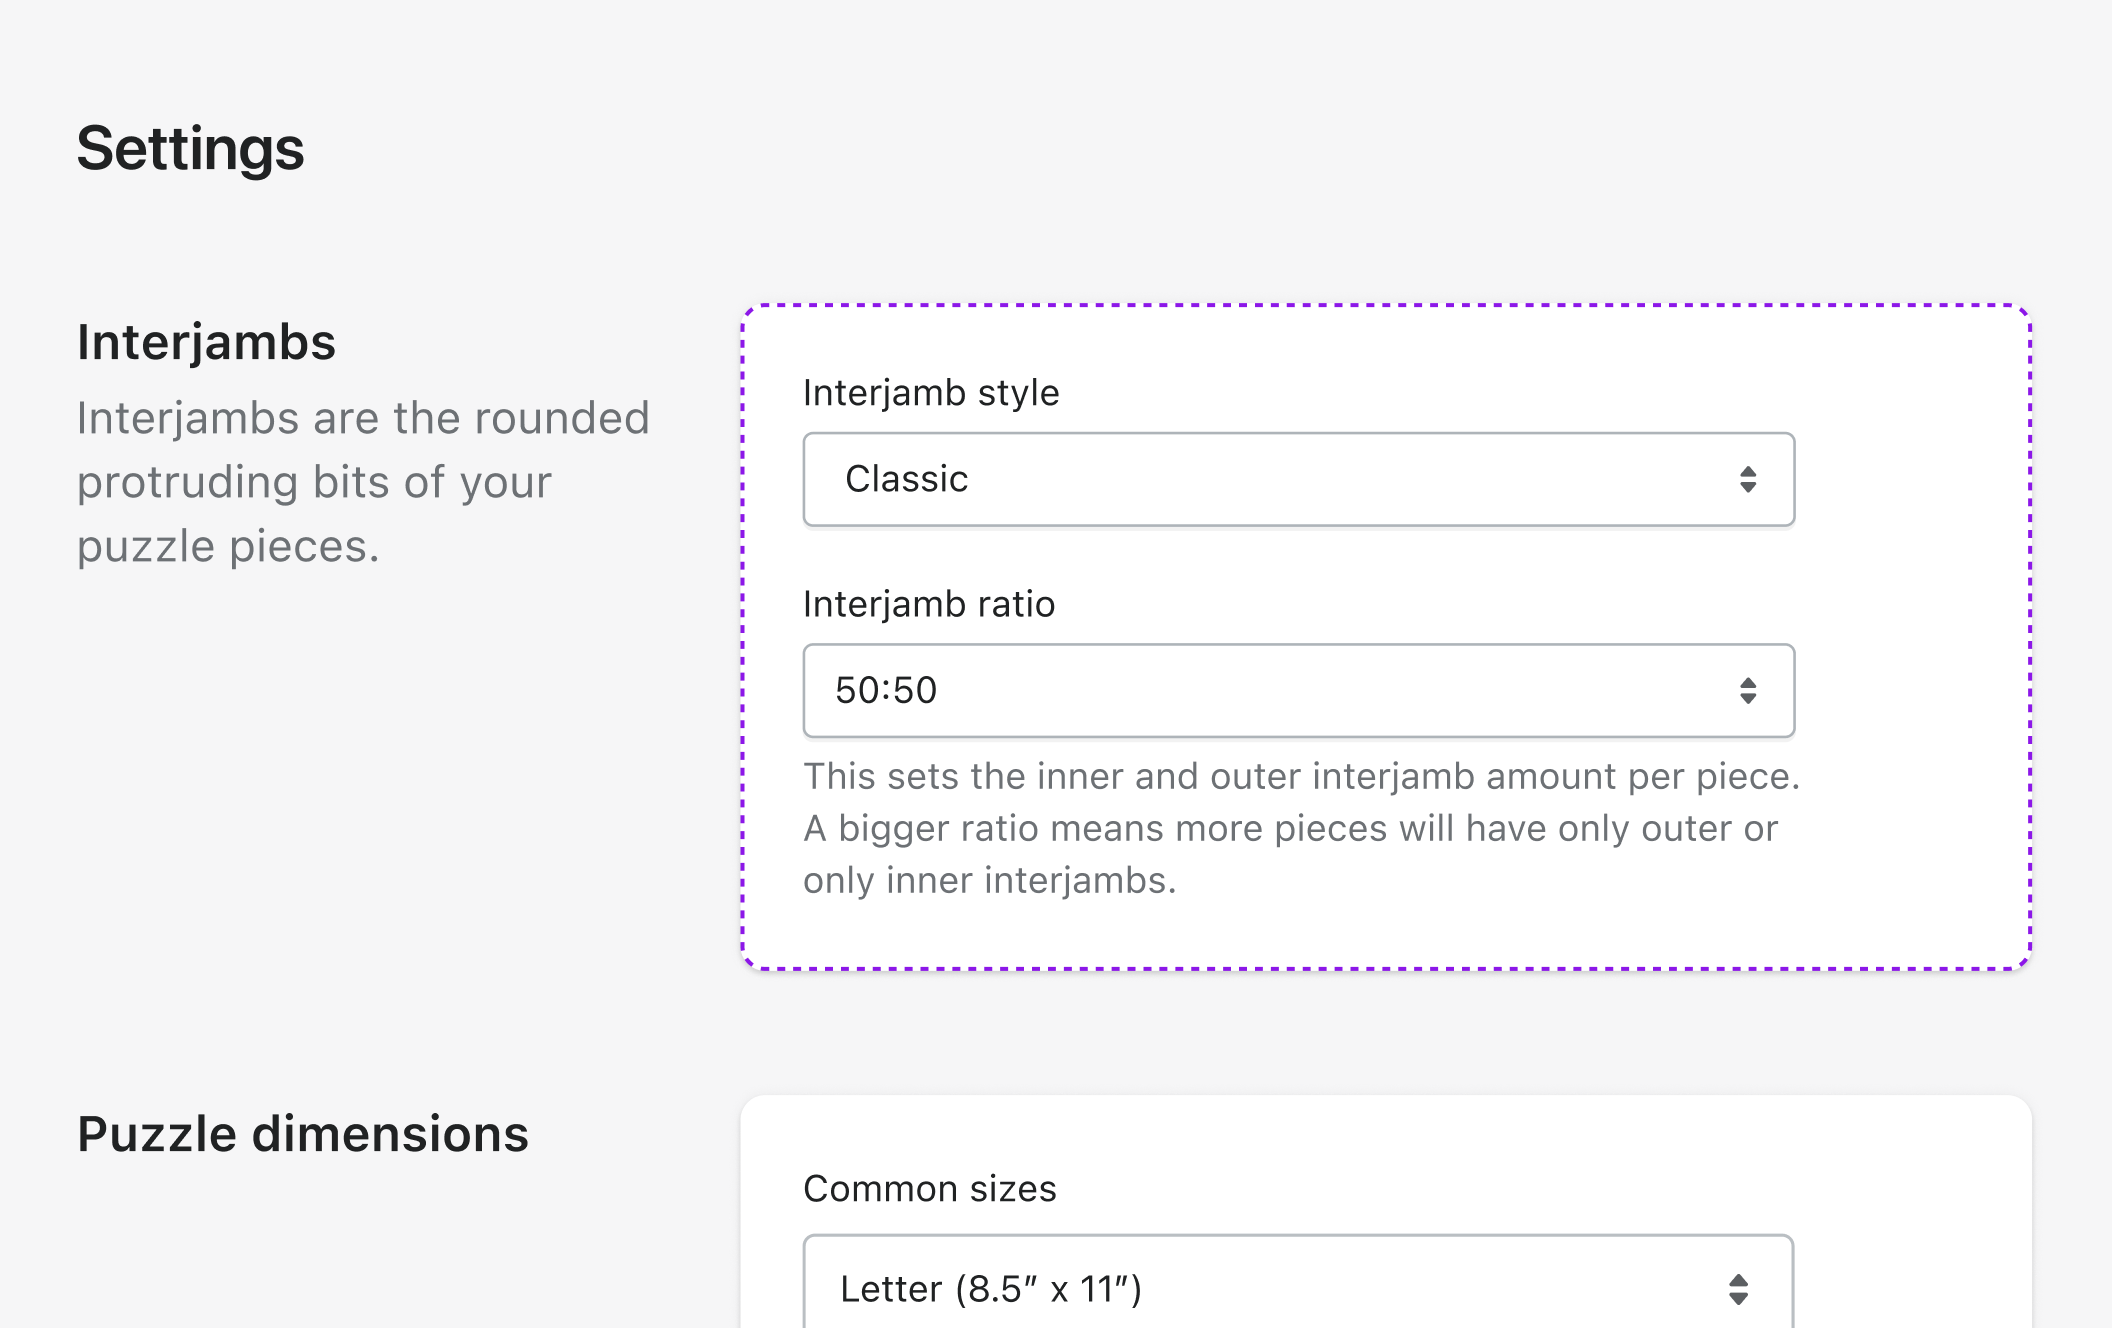 Settings
Interjambs
Interjambs are the rounded
protruding bits of your
puzzle pieces.
Interjamb style
Classic
Interjamb ratio
50:50
This sets the inner and outer interjamb amount per piece.
A bigger ratio means more pieces will have only outer or
only inner interjambs.
Puzzle dimensions
Common sizes
Letter (8.5” x 11”)